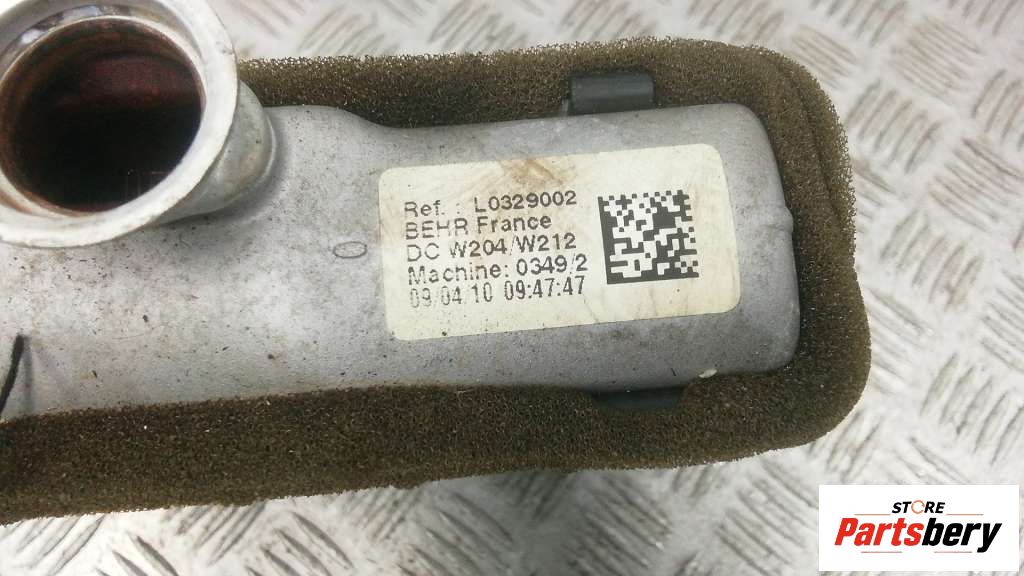 Ref. : L0329002
BEHR France
DC W204/W212
Machine: 0349/2
09/04/10 09:47:47
STORE
Partsbery